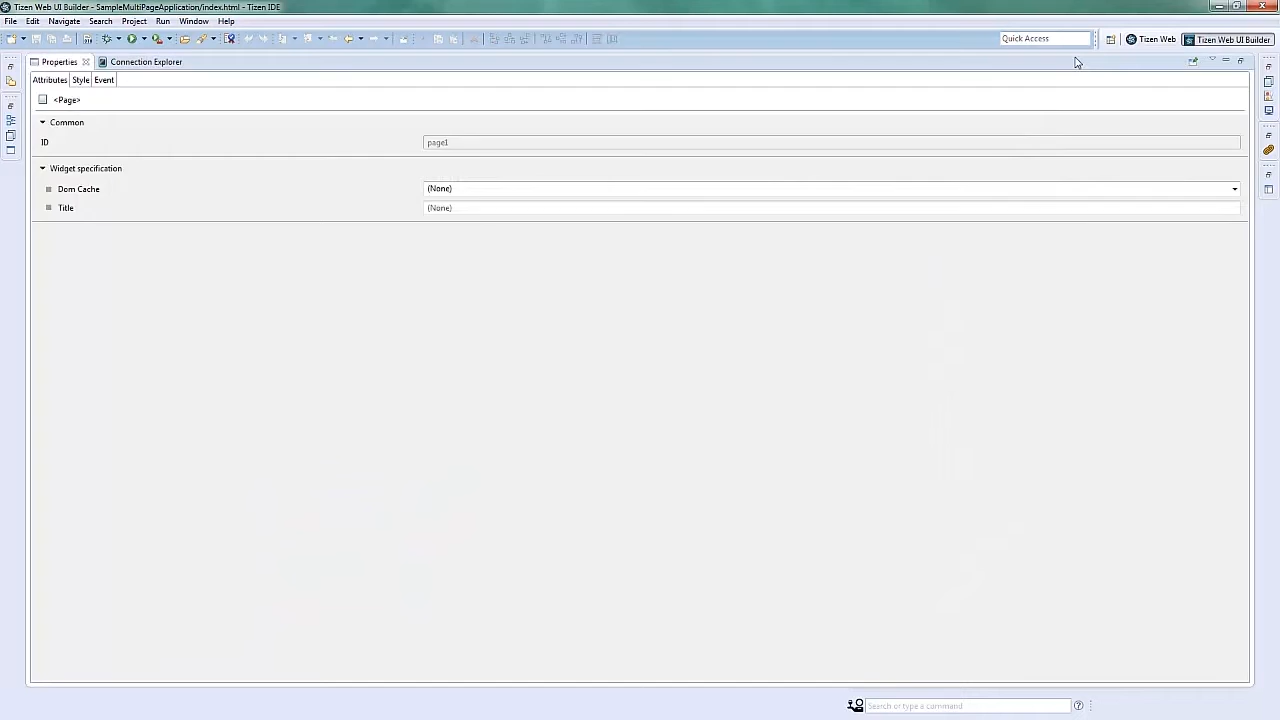 Tizen Web UI Builder - SampleMultiPageApplication/index.html - Tizen IDE
File Edit Navigate Search Project Run Window Help
Quick Access Tizen Web Tizen Web UI Builder
Properties Connection Explorer
Attributes Style Event
<Page>
Common
ID page1
Widget specification
Dom Cache (None)
Title (None)
Search or type a command